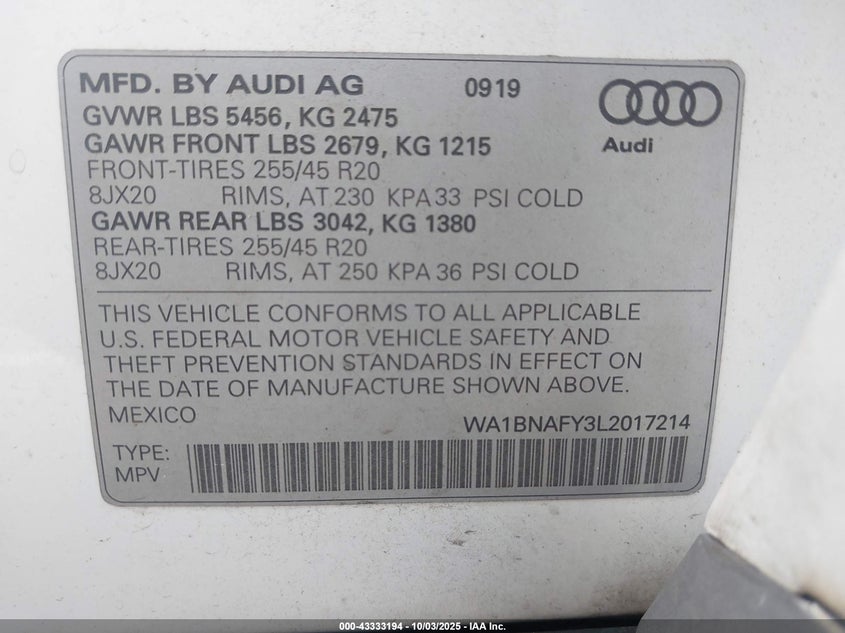 MFD. BY AUDI AG 0919
GVWR LBS 5456, KG 2475
GAWR FRONT LBS 2679, KG 1215
Audi
FRONT-TIRES 255/45 R20
8JX20 RIMS, AT 230 KPA 33 PSI COLD
GAWR REAR LBS 3042, KG 1380
REAR-TIRES 255/45 R20
8JX20 RIMS, AT 250 KPA 36 PSI COLD
THIS VEHICLE CONFORMS TO ALL APPLICABLE
U.S. FEDERAL MOTOR VEHICLE SAFETY AND
THEFT PREVENTION STANDARDS IN EFFECT ON
THE DATE OF MANUFACTURE SHOWN ABOVE.
MEXICO WA1BNAFY3L2017214
TYPE:
MPV
000-43333194 - 10/03/2025 - IAA Inc.